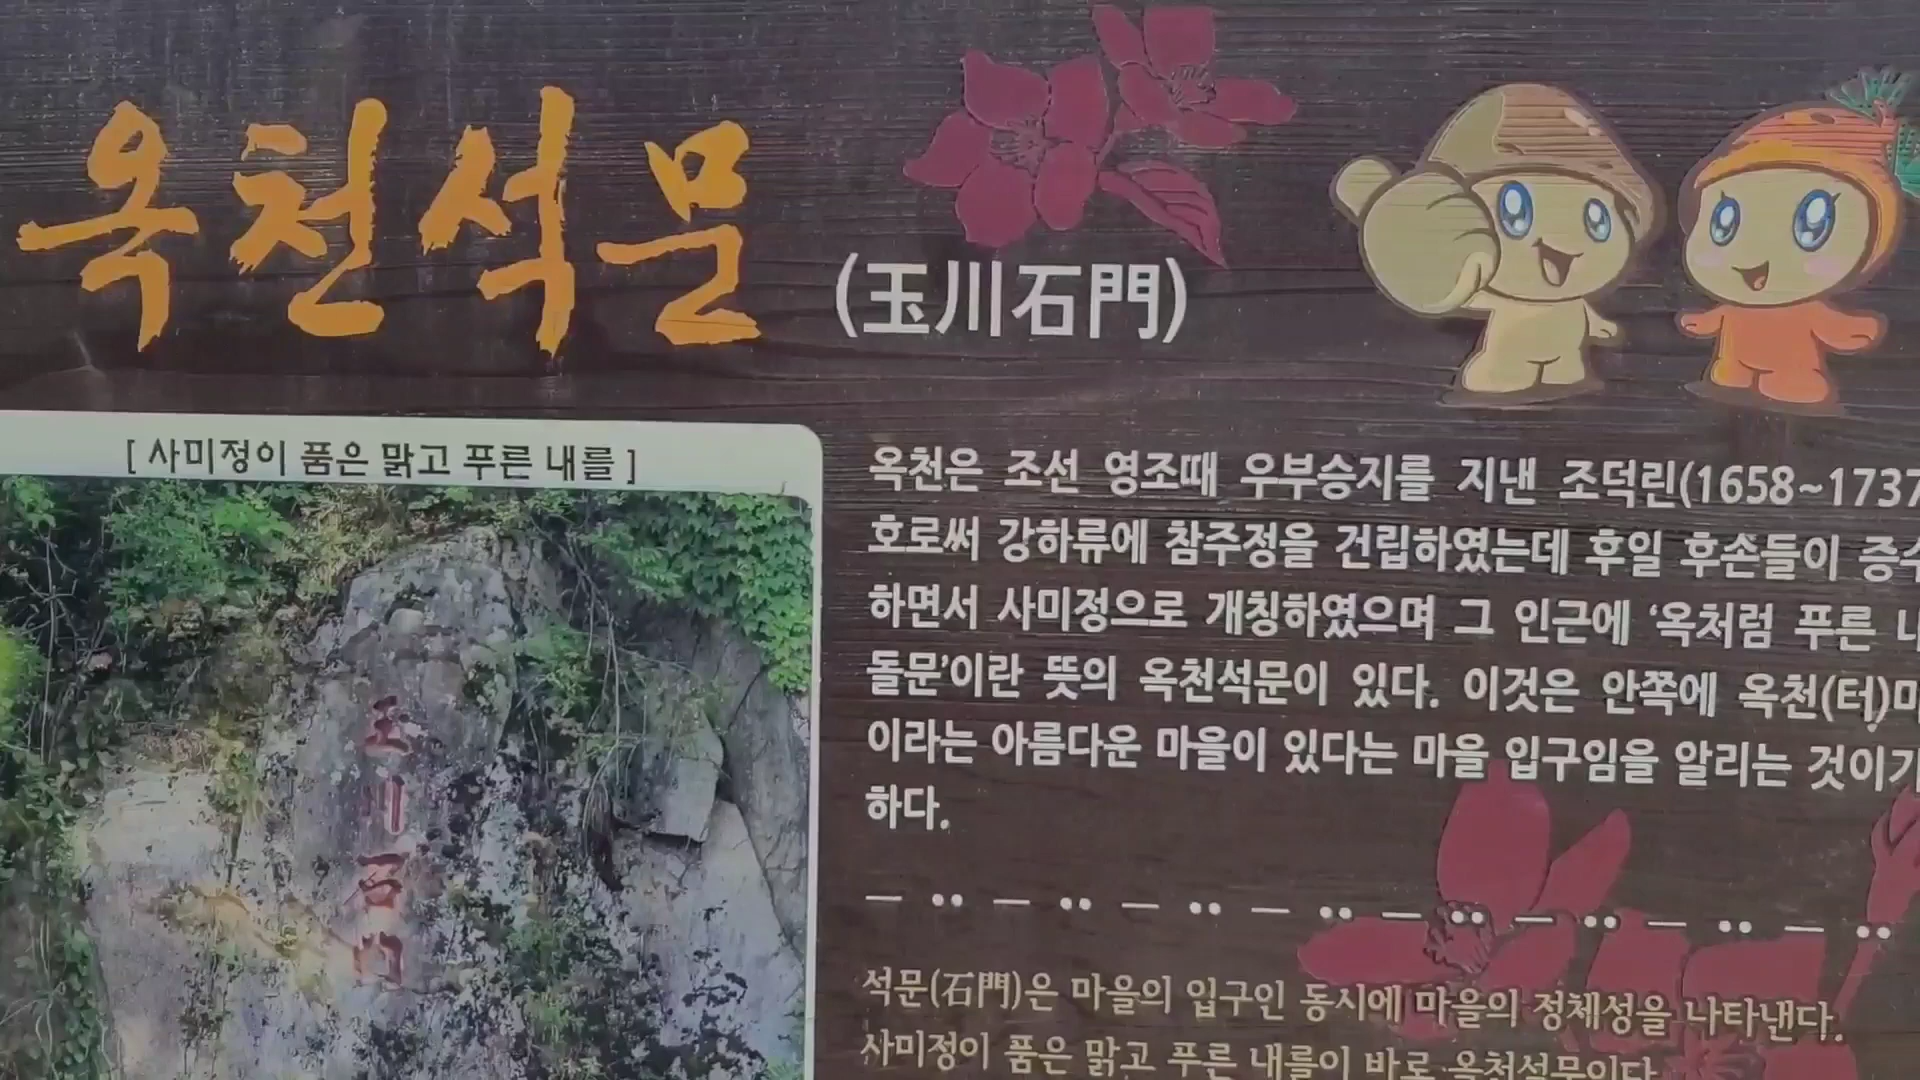 옥천석문
(玉川石門)
[ 사미정이 품은 맑고 푸른 내를 ]
玉川石門
옥천은 조선 영조때 우부승지를 지낸 조덕린(1658~1737
호로써 강하류에 참주정을 건립하였는데 후일 후손들이 증수
하면서 사미정으로 개칭하였으며 그 인근에 ‘옥처럼 푸른 내
돌문’이란 뜻의 옥천석문이 있다. 이것은 안쪽에 옥천(터)마
이라는 아름다운 마을이 있다는 마을 입구임을 알리는 것이기
하다.
석문(石門)은 마을의 입구인 동시에 마을의 정체성을 나타낸다.
사미정이 품은 맑고 푸른 내를이 바로 옥천석문이다